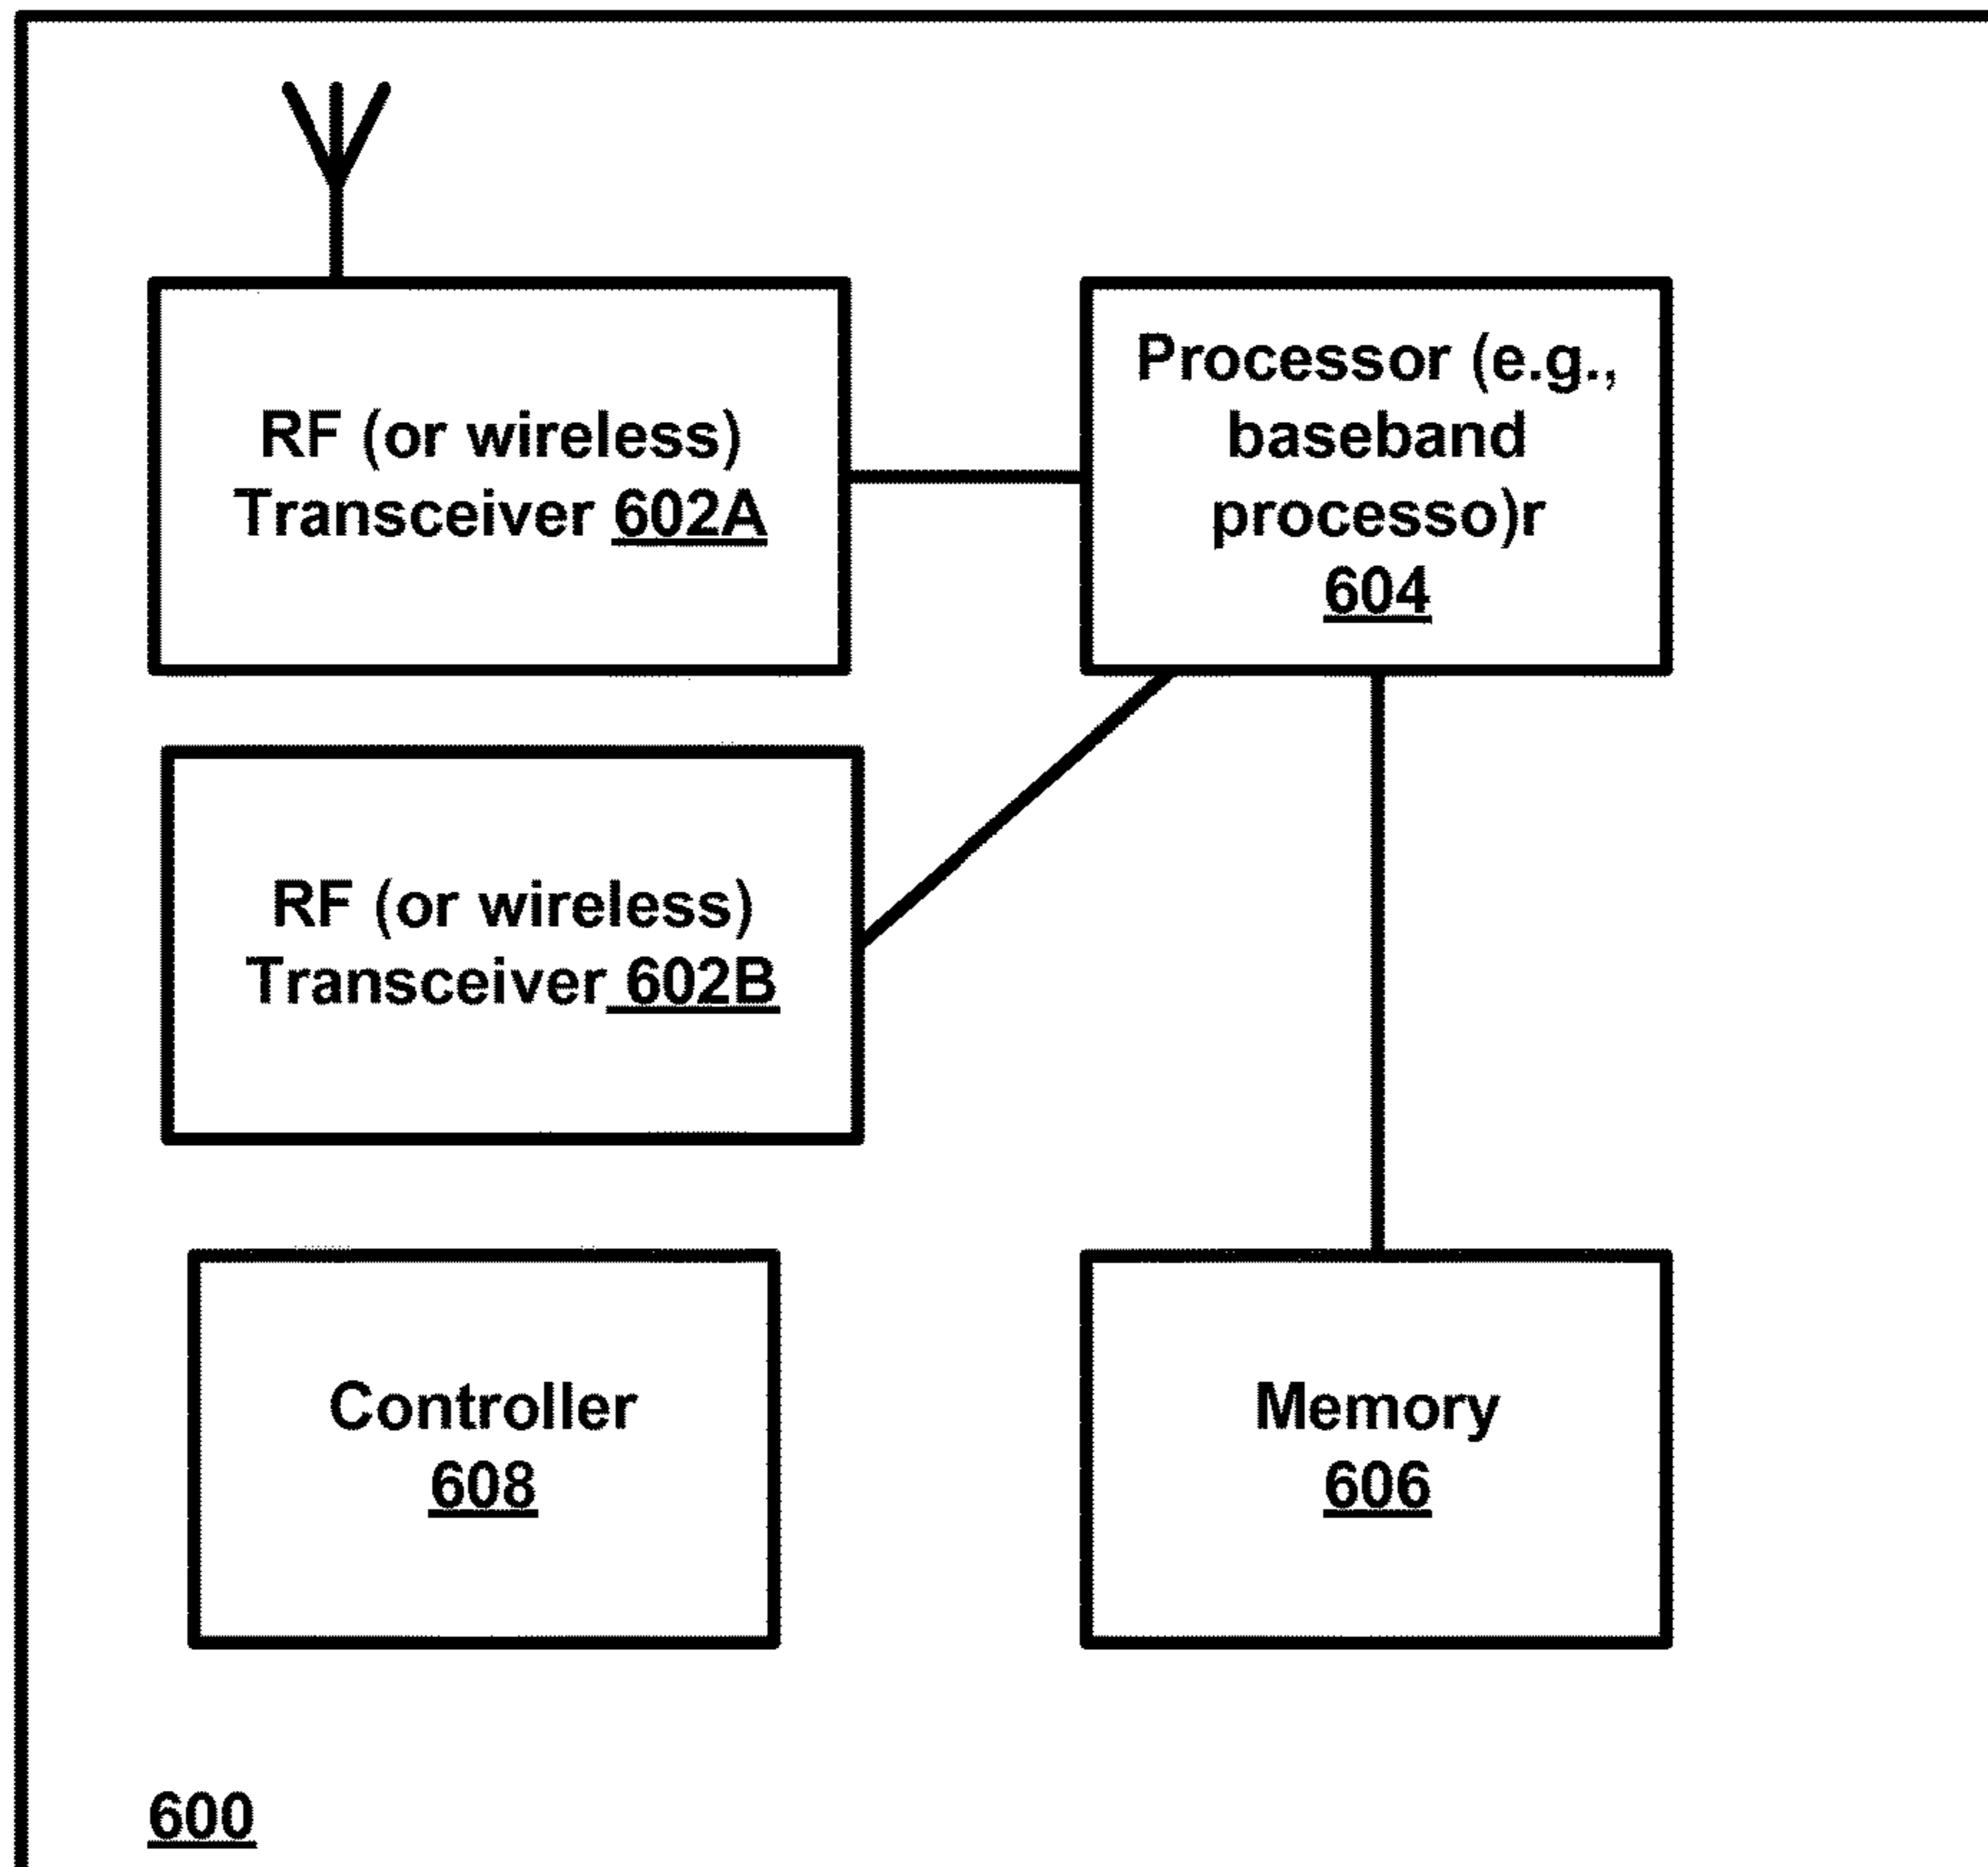 RF (or wireless)
Transceiver 602A
Processor (e.g.,
baseband
processo)r
604
RF (or wireless)
Transceiver 602B
Controller
608
Memory
606
600